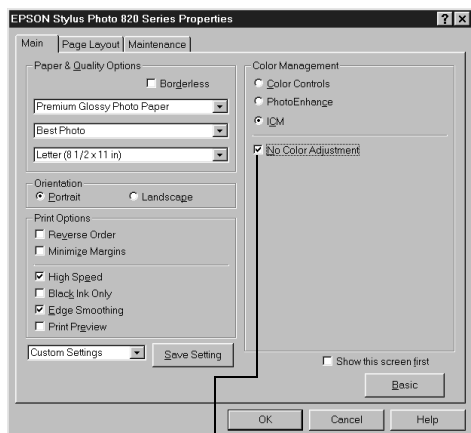 EPSON Stylus Photo 820 Series Properties
Main Page Layout Maintenance
Paper & Quality Options
Borderless
Premium Glossy Photo Paper
Best Photo
Letter (8 1/2 x 11 in)
Orientation
Portrait Landscape
Print Options
Reverse Order
Minimize Margins
High Speed
Black Ink Only
Edge Smoothing
Print Preview
Custom Settings Save Setting
Color Management
Color Controls
PhotoEnhance
ICM
No Color Adjustment
Show this screen first
Basic
OK Cancel Help